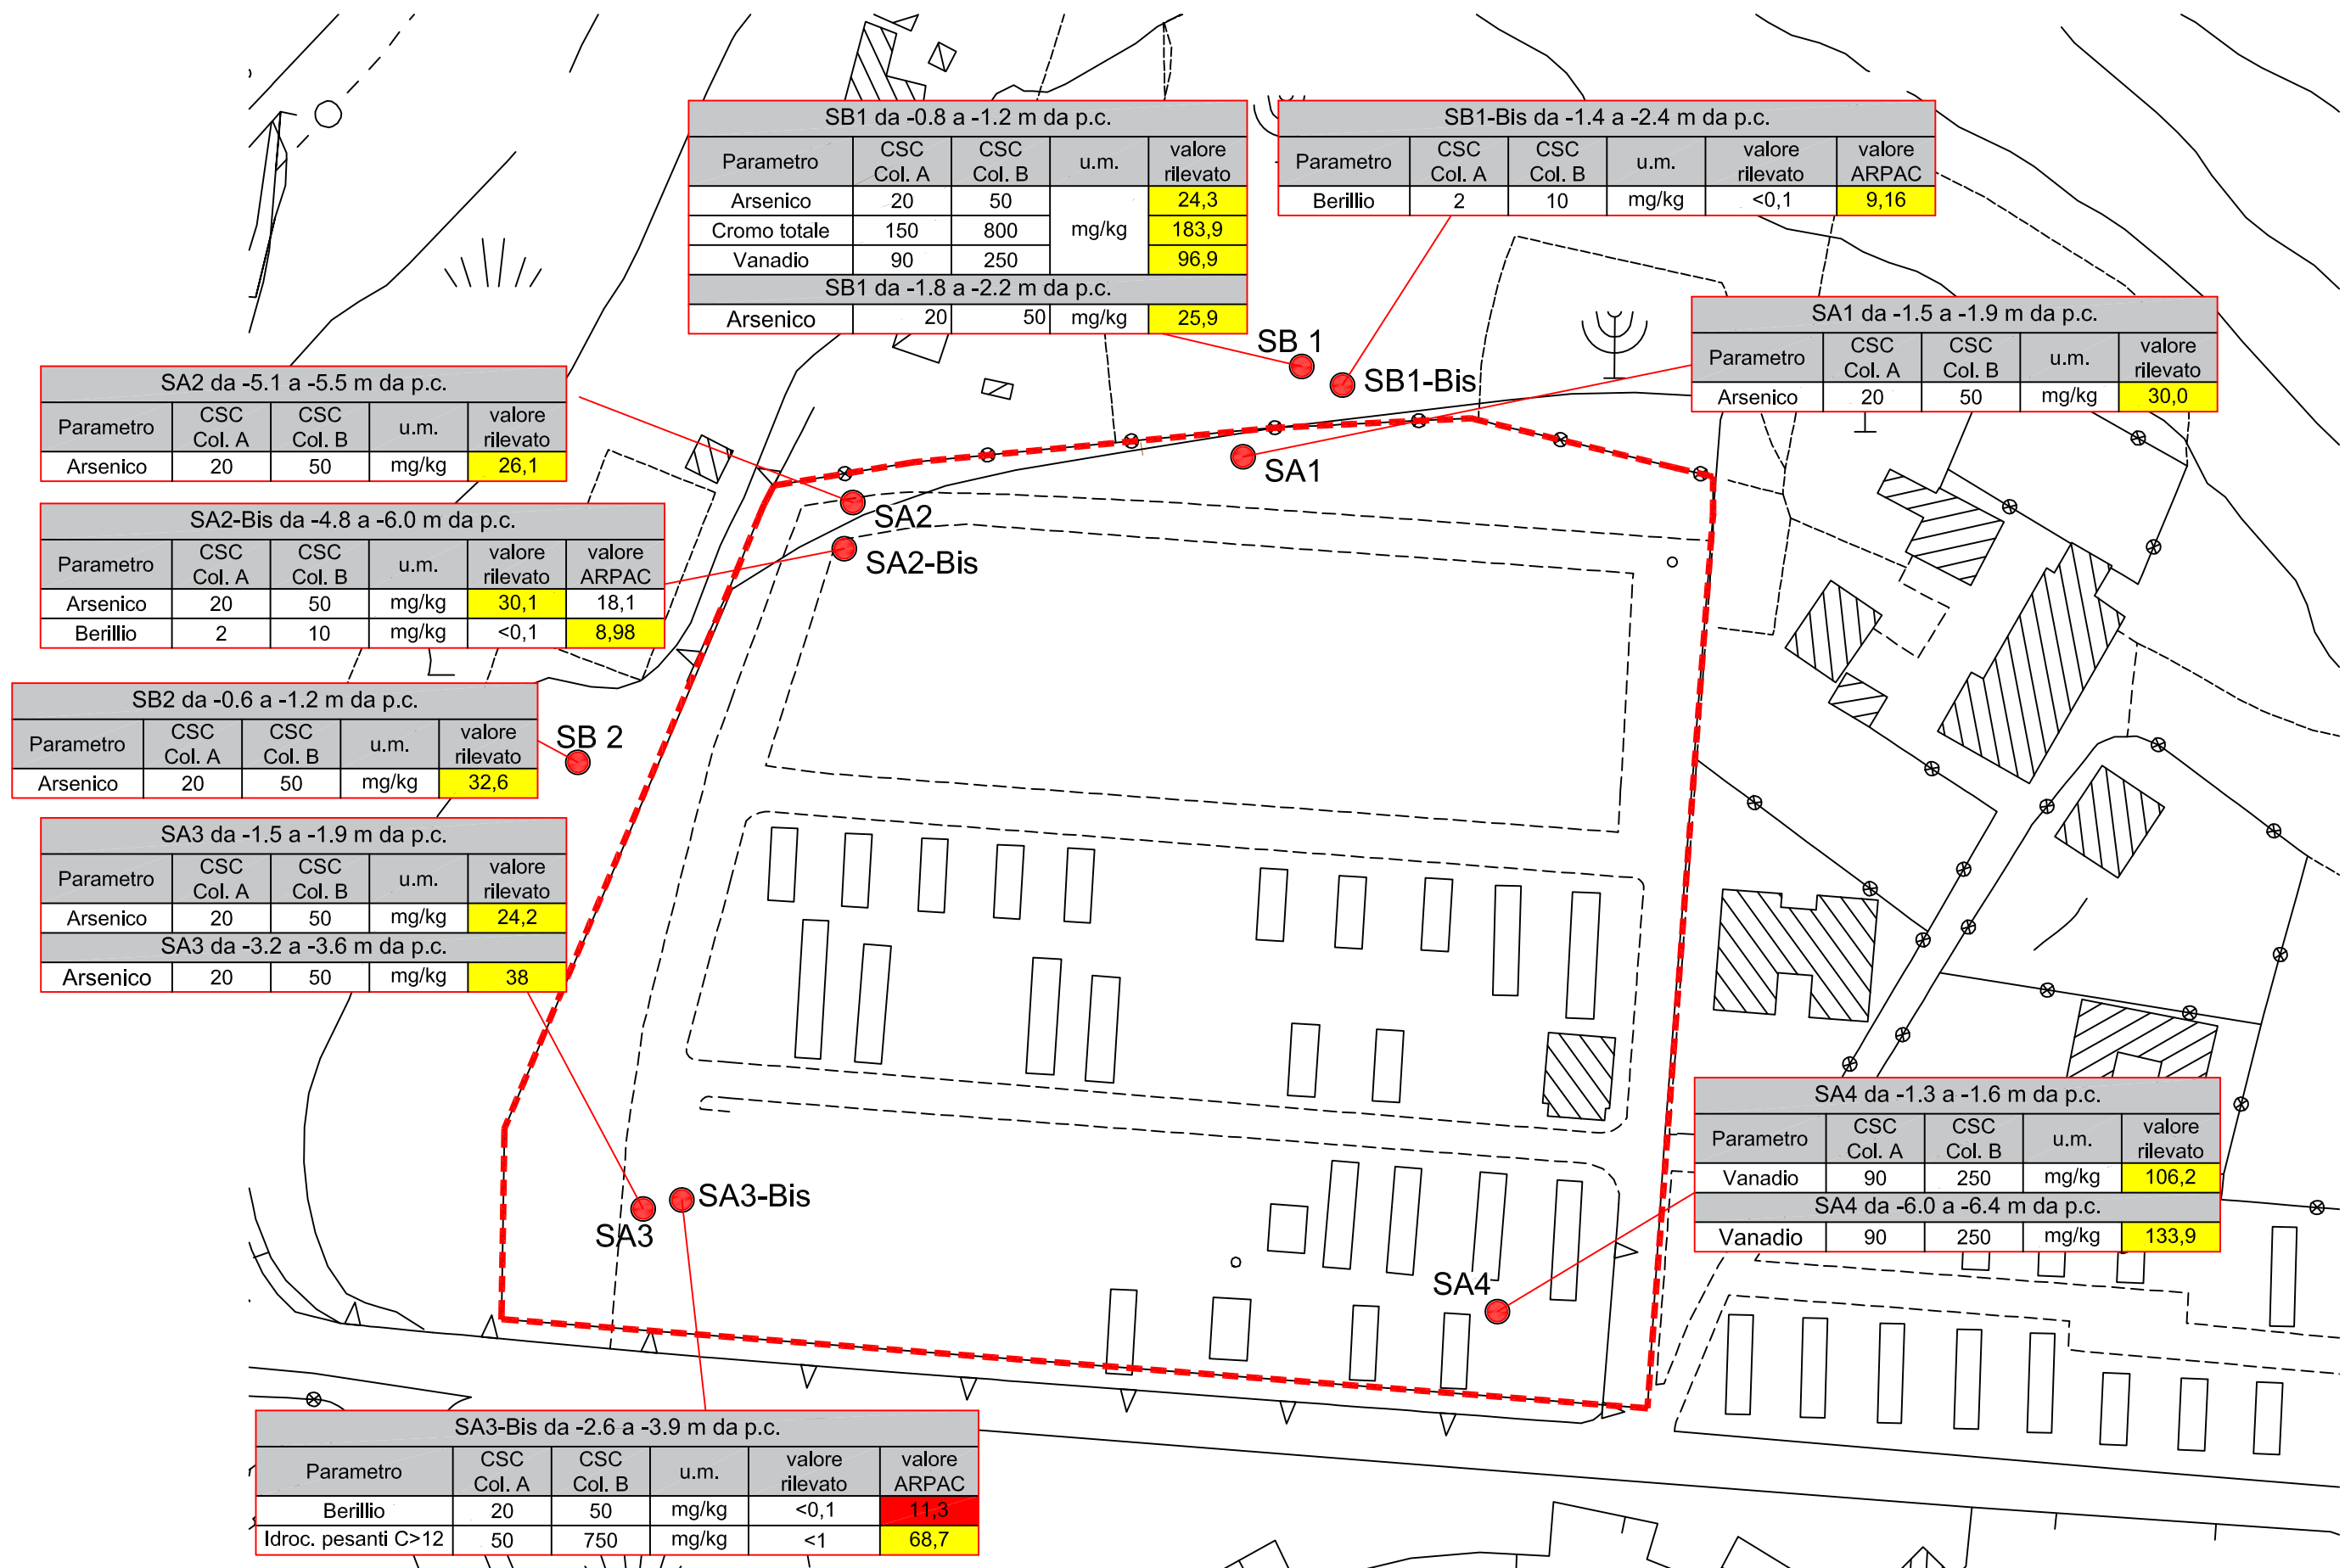 SB1 da -0.8 a -1.2 m da p.c.
Parametro CSC Col. A CSC Col. B u.m. valore rilevato
Arsenico 20 50 mg/kg 24,3
Cromo totale 150 800 183,9
Vanadio 90 250 96,9
SB1 da -1.8 a -2.2 m da p.c.
Arsenico 20 50 mg/kg 25,9
SB1-Bis da -1.4 a -2.4 m da p.c.
Parametro CSC Col. A CSC Col. B u.m. valore rilevato valore ARPAC
Berillio 2 10 mg/kg <0,1 9,16
SA1 da -1.5 a -1.9 m da p.c.
Parametro CSC Col. A CSC Col. B u.m. valore rilevato
Arsenico 20 50 mg/kg 30,0
SB 1
SB1-Bis
SA1
SA2 da -5.1 a -5.5 m da p.c.
Parametro CSC Col. A CSC Col. B u.m. valore rilevato
Arsenico 20 50 mg/kg 26,1
SA2
SA2-Bis da -4.8 a -6.0 m da p.c.
Parametro CSC Col. A CSC Col. B u.m. valore rilevato valore ARPAC
Arsenico 20 50 mg/kg 30,1 18,1
Berillio 2 10 mg/kg <0,1 8,98
SA2-Bis
SB2 da -0.6 a -1.2 m da p.c.
Parametro CSC Col. A CSC Col. B u.m. valore rilevato
Arsenico 20 50 mg/kg 32,6
SB 2
SA3 da -1.5 a -1.9 m da p.c.
Parametro CSC Col. A CSC Col. B u.m. valore rilevato
Arsenico 20 50 mg/kg 24,2
SA3 da -3.2 a -3.6 m da p.c.
Arsenico 20 50 mg/kg 38
SA3-Bis
SA3
SA4 da -1.3 a -1.6 m da p.c.
Parametro CSC Col. A CSC Col. B u.m. valore rilevato
Vanadio 90 250 mg/kg 106,2
SA4 da -6.0 a -6.4 m da p.c.
Vanadio 90 250 mg/kg 133,9
SA4
SA3-Bis da -2.6 a -3.9 m da p.c.
Parametro CSC Col. A CSC Col. B u.m. valore rilevato valore ARPAC
Berillio 20 50 mg/kg <0,1 11,3
Idroc. pesanti C>12 50 750 mg/kg <1 68,7